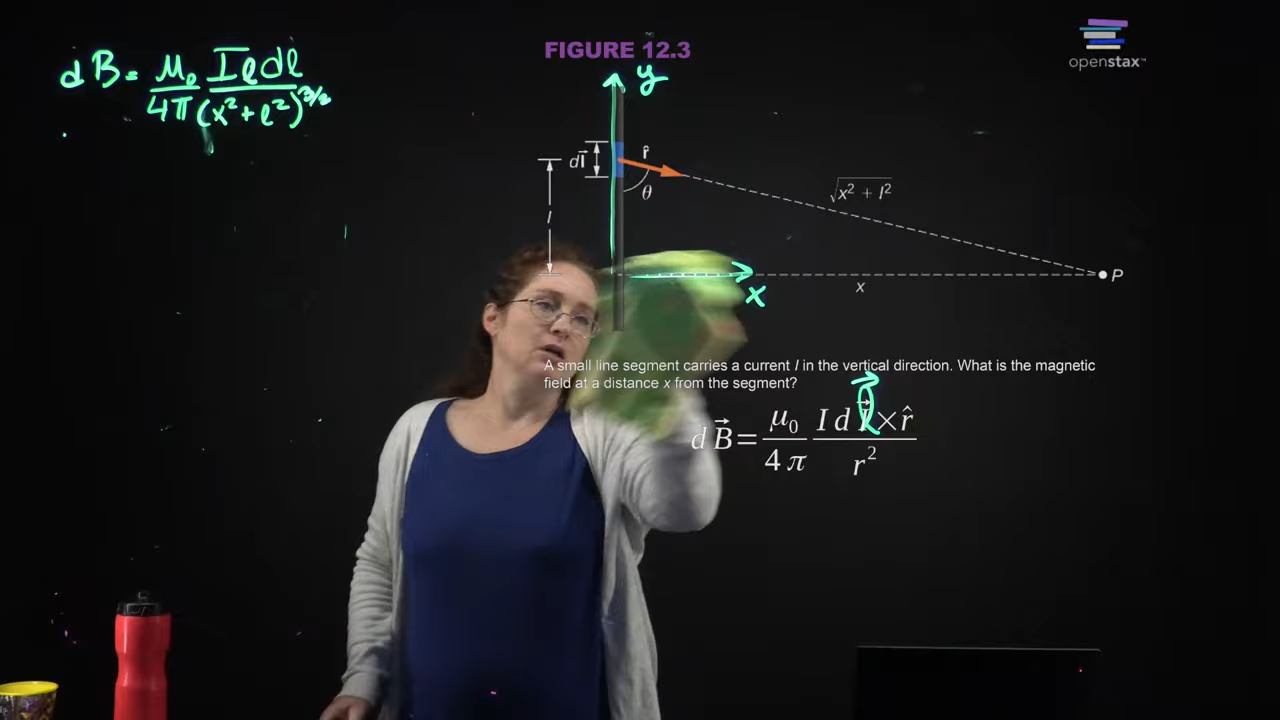 FIGURE 12.3
openstax™
dB = μ₀/4π Iℓdℓ/(x²+ℓ²)^3/2
y
dl⃗
r̂
θ
l
√x² + l²
P
x
x
A small line segment carries a current I in the vertical direction. What is the magnetic
field at a distance x from the segment?
dB⃗ = μ₀/4π I dℓ⃗ × r̂/r²